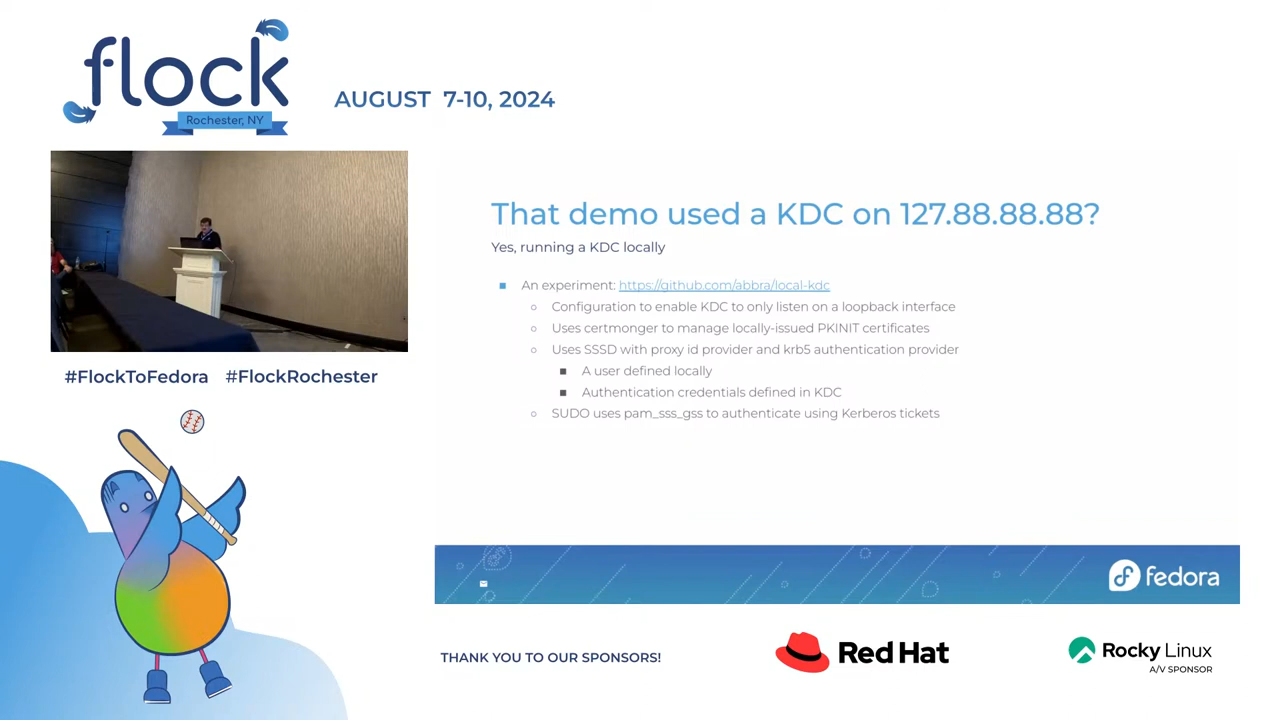 flock
Rochester, NY
AUGUST 7-10, 2024
#FlockToFedora #FlockRochester
That demo used a KDC on 127.88.88.88?
Yes, running a KDC locally
An experiment: https://github.com/abbra/local-kdc
Configuration to enable KDC to only listen on a loopback interface
Uses certmonger to manage locally-issued PKINIT certificates
Uses SSSD with proxy id provider and krb5 authentication provider
A user defined locally
Authentication credentials defined in KDC
SUDO uses pam_sss_gss to authenticate using Kerberos tickets
fedora
THANK YOU TO OUR SPONSORS!
Red Hat
Rocky Linux
A/V SPONSOR